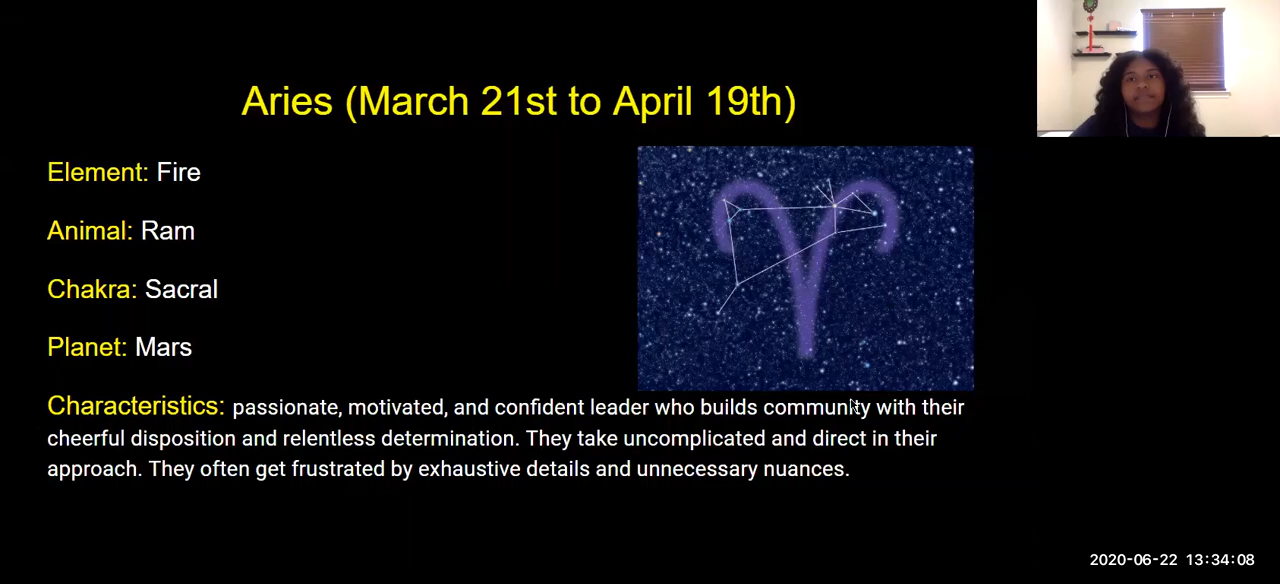 Aries (March 21st to April 19th)
Element: Fire
Animal: Ram
Chakra: Sacral
Planet: Mars
Characteristics: passionate, motivated, and confident leader who builds community with their
cheerful disposition and relentless determination. They take uncomplicated and direct in their
approach. They often get frustrated by exhaustive details and unnecessary nuances.
2020-06-22 13:34:08